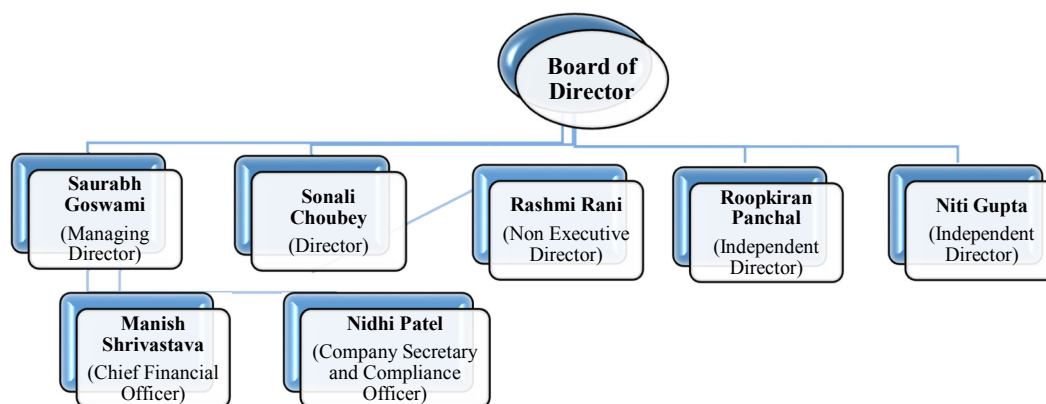 Board of
Director
Saurabh
Goswami
(Managing
Director)
Sonali
Choubey
(Director)
Rashmi Rani
(Non Executive
Director)
Roopkiran
Panchal
(Independent
Director)
Niti Gupta
(Independent
Director)
Manish
Shrivastava
(Chief Financial
Officer)
Nidhi Patel
(Company Secretary
and Compliance
Officer)